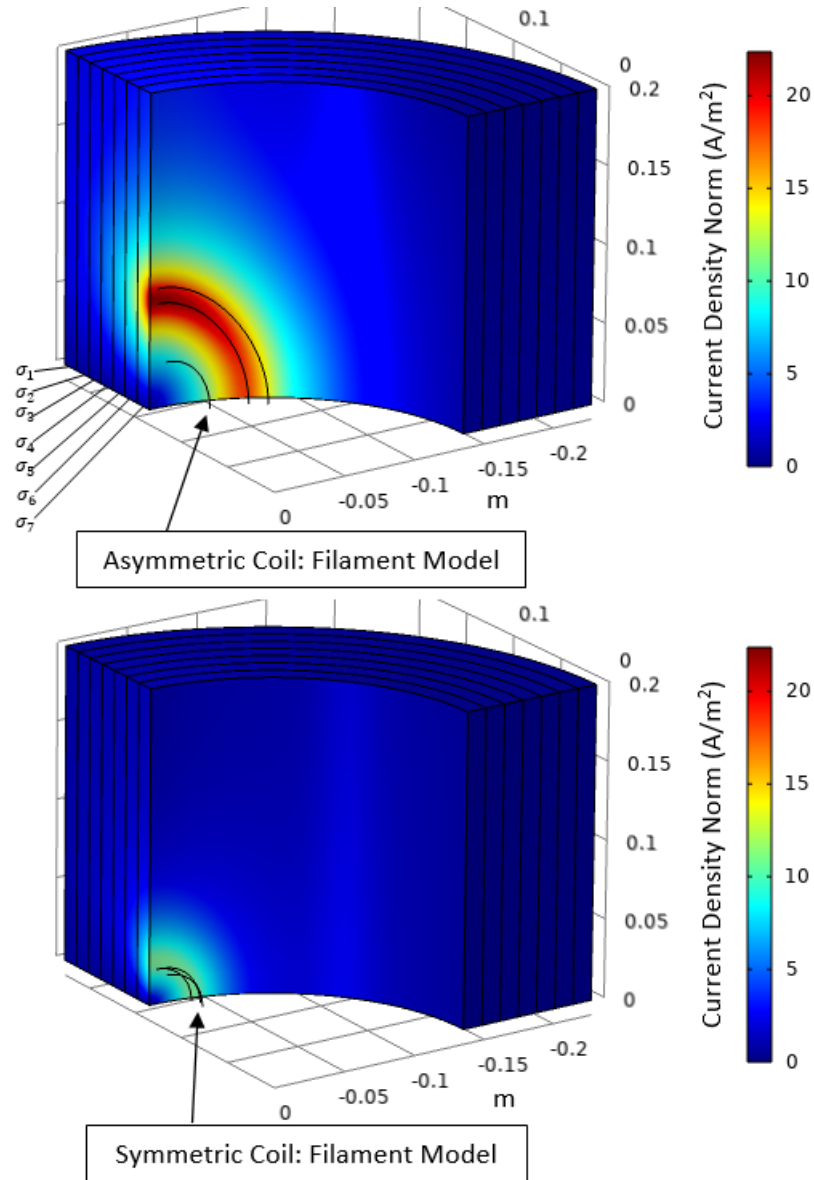 0.1
0
0.2
0.15
0.1
0.05
0
-0.2
-0.15
-0.1
-0.05
0
m
σ₁
σ₂
σ₃
σ₄
σ₅
σ₆
σ₇
Current Density Norm (A/m²)
20
15
10
5
0
Asymmetric Coil: Filament Model
0.1
0
0.2
0.15
0.1
0.05
0
-0.2
-0.15
-0.1
-0.05
0
m
Current Density Norm (A/m²)
20
15
10
5
0
Symmetric Coil: Filament Model